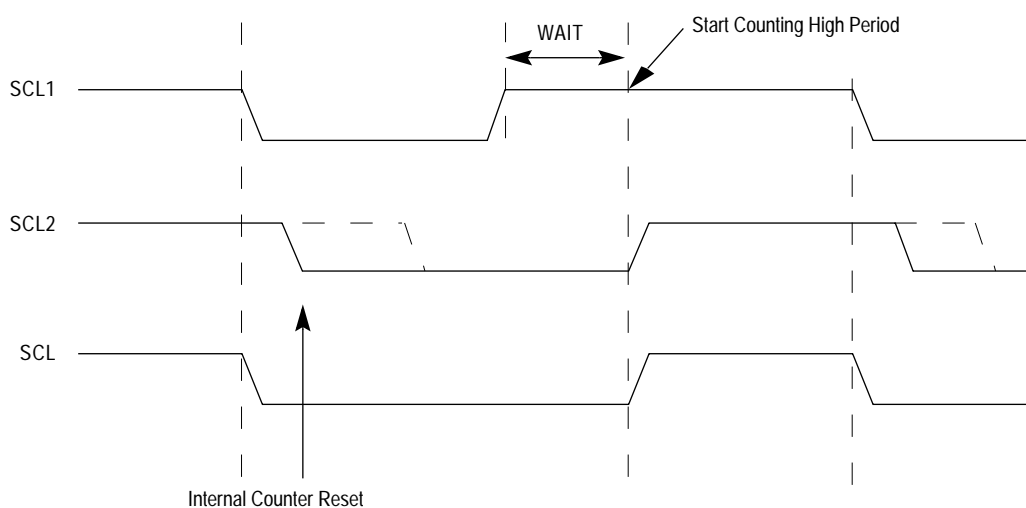 WAIT
Start Counting High Period
SCL1
SCL2
SCL
Internal Counter Reset